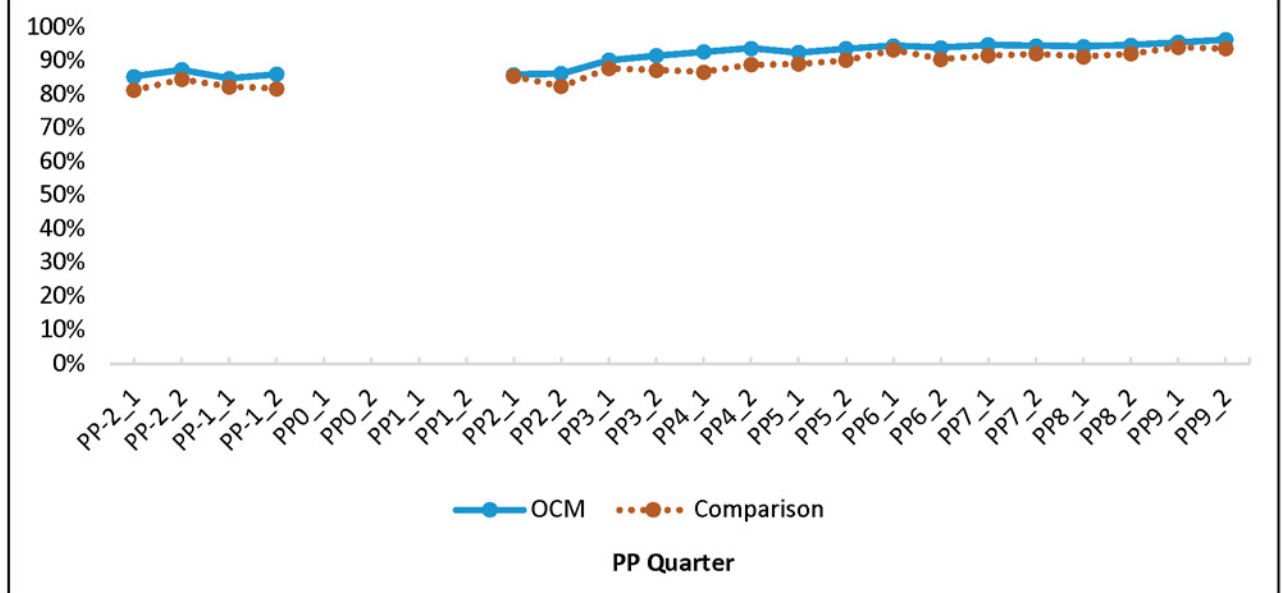 100%
90%
80%
70%
60%
50%
40%
30%
20%
10%
0%
PP-2_1
PP-2_2
PP-1_1
PP-1_2
PP0_1
PP0_2
PP1_1
PP1_2
PP2_1
PP2_2
PP3_1
PP3_2
PP4_1
PP4_2
PP5_1
PP5_2
PP6_1
PP6_2
PP7_1
PP7_2
PP8_1
PP8_2
PP9_1
PP9_2
OCM Comparison
PP Quarter